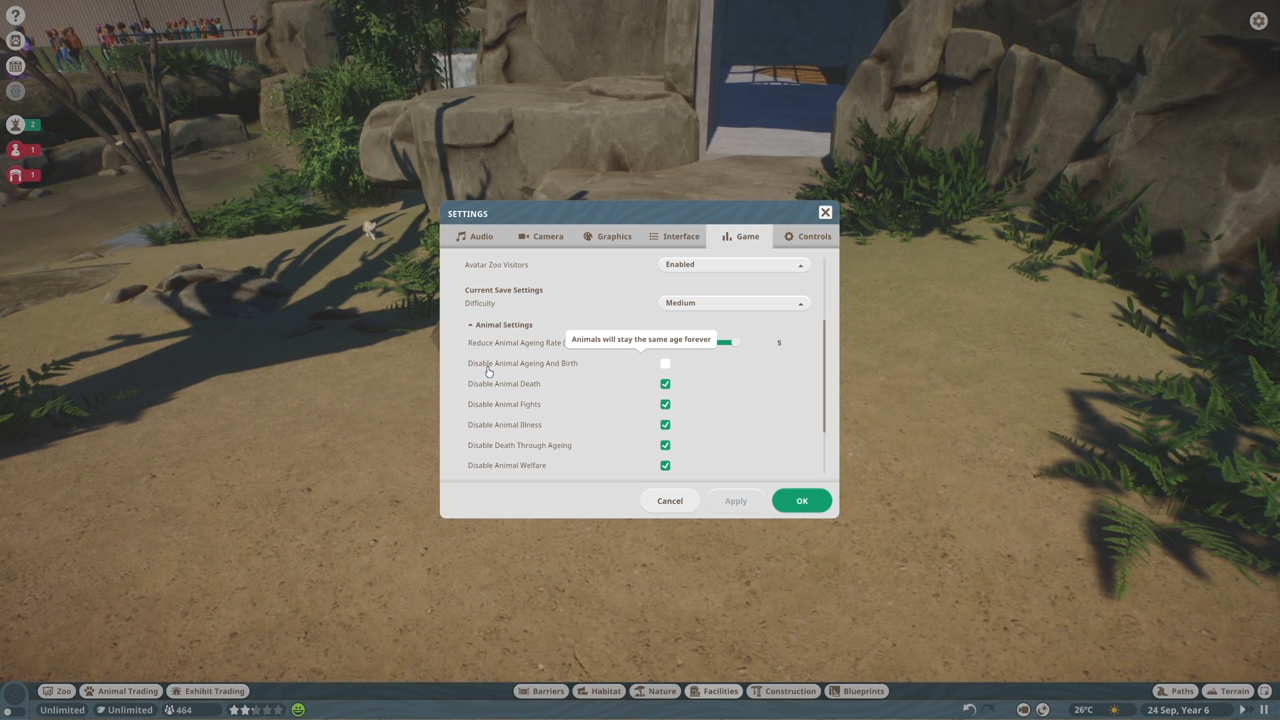 ?
2
1
1
SETTINGS
Audio
Camera
Graphics
Interface
Game
Controls
Avatar Zoo Visitors
Enabled
Current Save Settings
Difficulty
Medium
Animal Settings
Animals will stay the same age forever
Reduce Animal Ageing Rate
5
Disable Animal Ageing And Birth
Disable Animal Death
Disable Animal Fights
Disable Animal Illness
Disable Death Through Ageing
Disable Animal Welfare
Cancel
Apply
OK
Zoo
Animal Trading
Exhibit Trading
Barriers
Habitat
Nature
Facilities
Construction
Blueprints
Paths
Terrain
Unlimited
Unlimited
464
26°C
24 Sep, Year 6